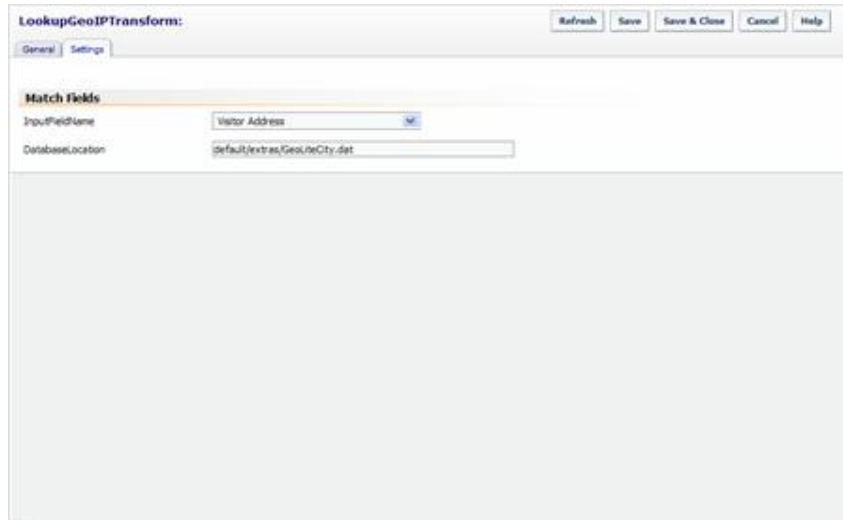 LookupGeoIPTransform:
Refresh Save Save & Close Cancel Help
General Settings
Match Fields
InputFieldName Visitor Address
DatabaseLocation default/extras/GeoLiteCity.dat